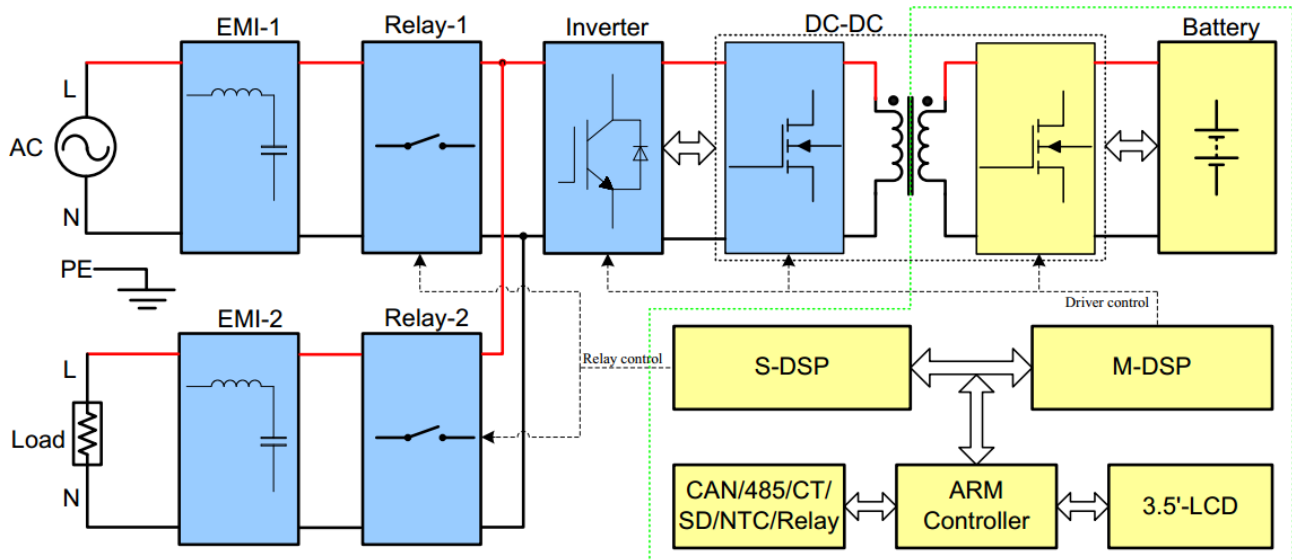 EMI-1
Relay-1
Inverter
DC-DC
Battery
L
AC
N
PE
EMI-2
Relay-2
Driver control
L
Relay control
S-DSP
M-DSP
Load
N
CAN/485/CT/
SD/NTC/Relay
ARM
Controller
3.5'-LCD